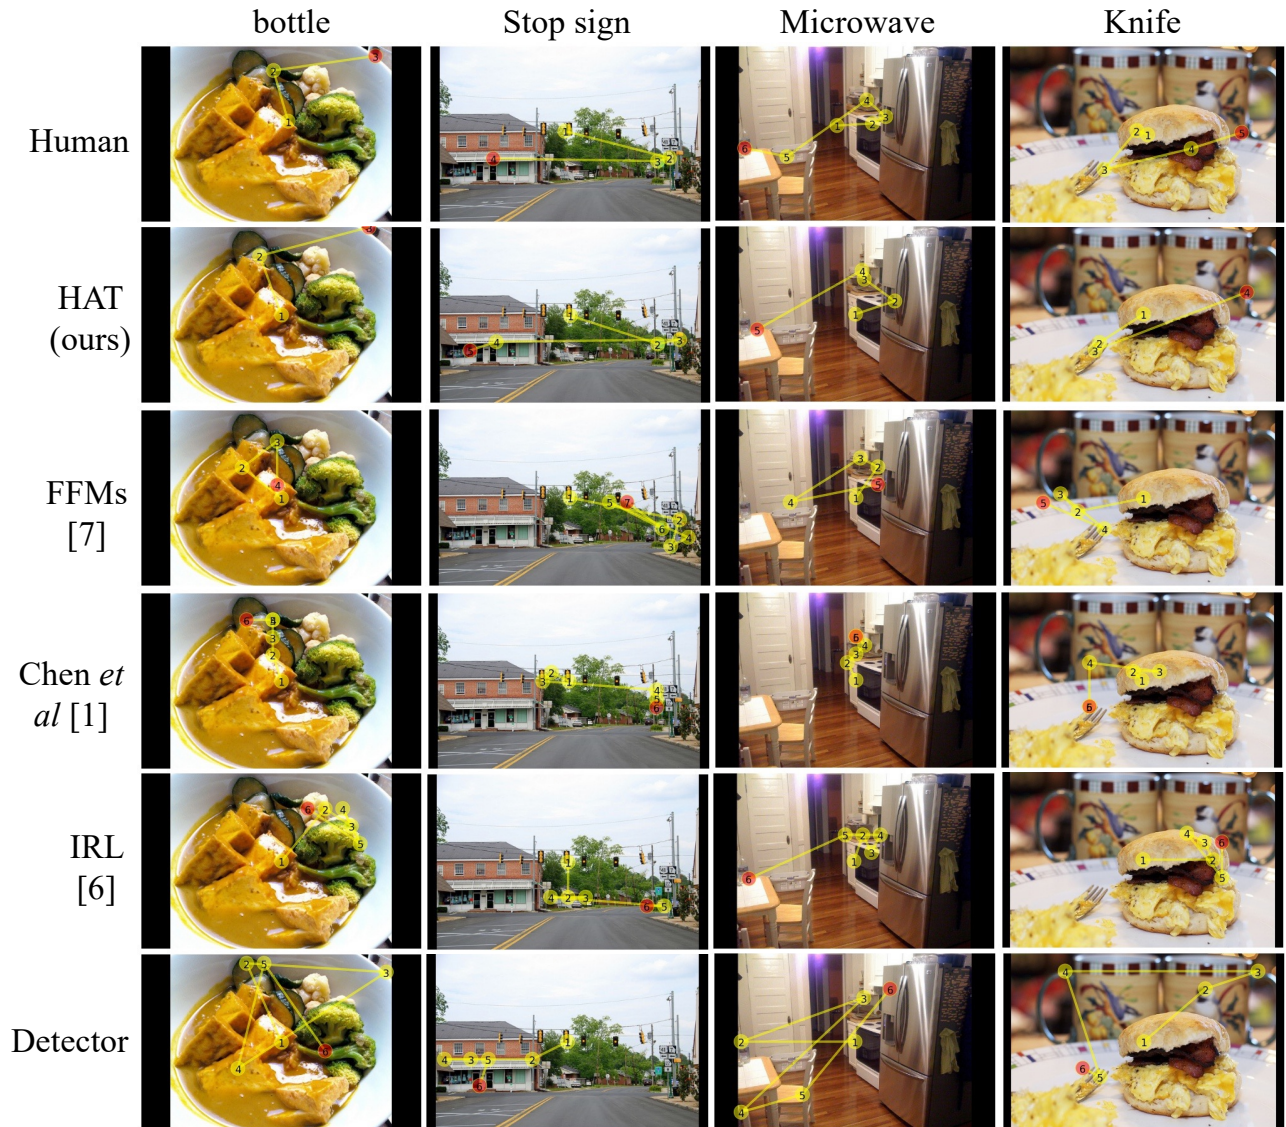 bottle Stop sign Microwave Knife
Human
HAT
(ours)
FFMs
[7]
Chen et
al [1]
IRL
[6]
Detector